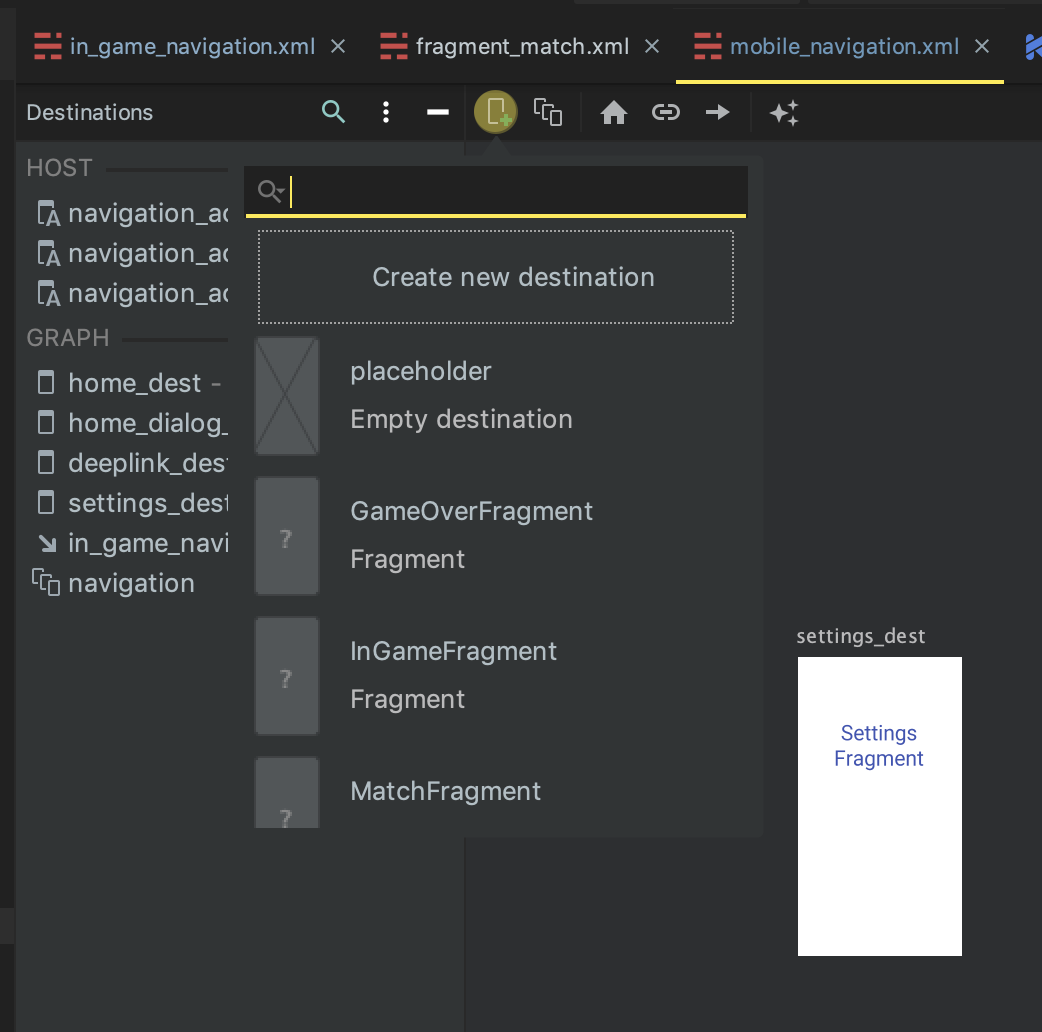 in_game_navigation.xml
fragment_match.xml
mobile_navigation.xml
Destinations
HOST
navigation_ac
navigation_ac
navigation_ac
GRAPH
home_dest -
home_dialog_
deeplink_dest
settings_dest
in_game_navi
navigation
Create new destination
placeholder
Empty destination
?
GameOverFragment
Fragment
?
InGameFragment
Fragment
?
MatchFragment
settings_dest
Settings
Fragment